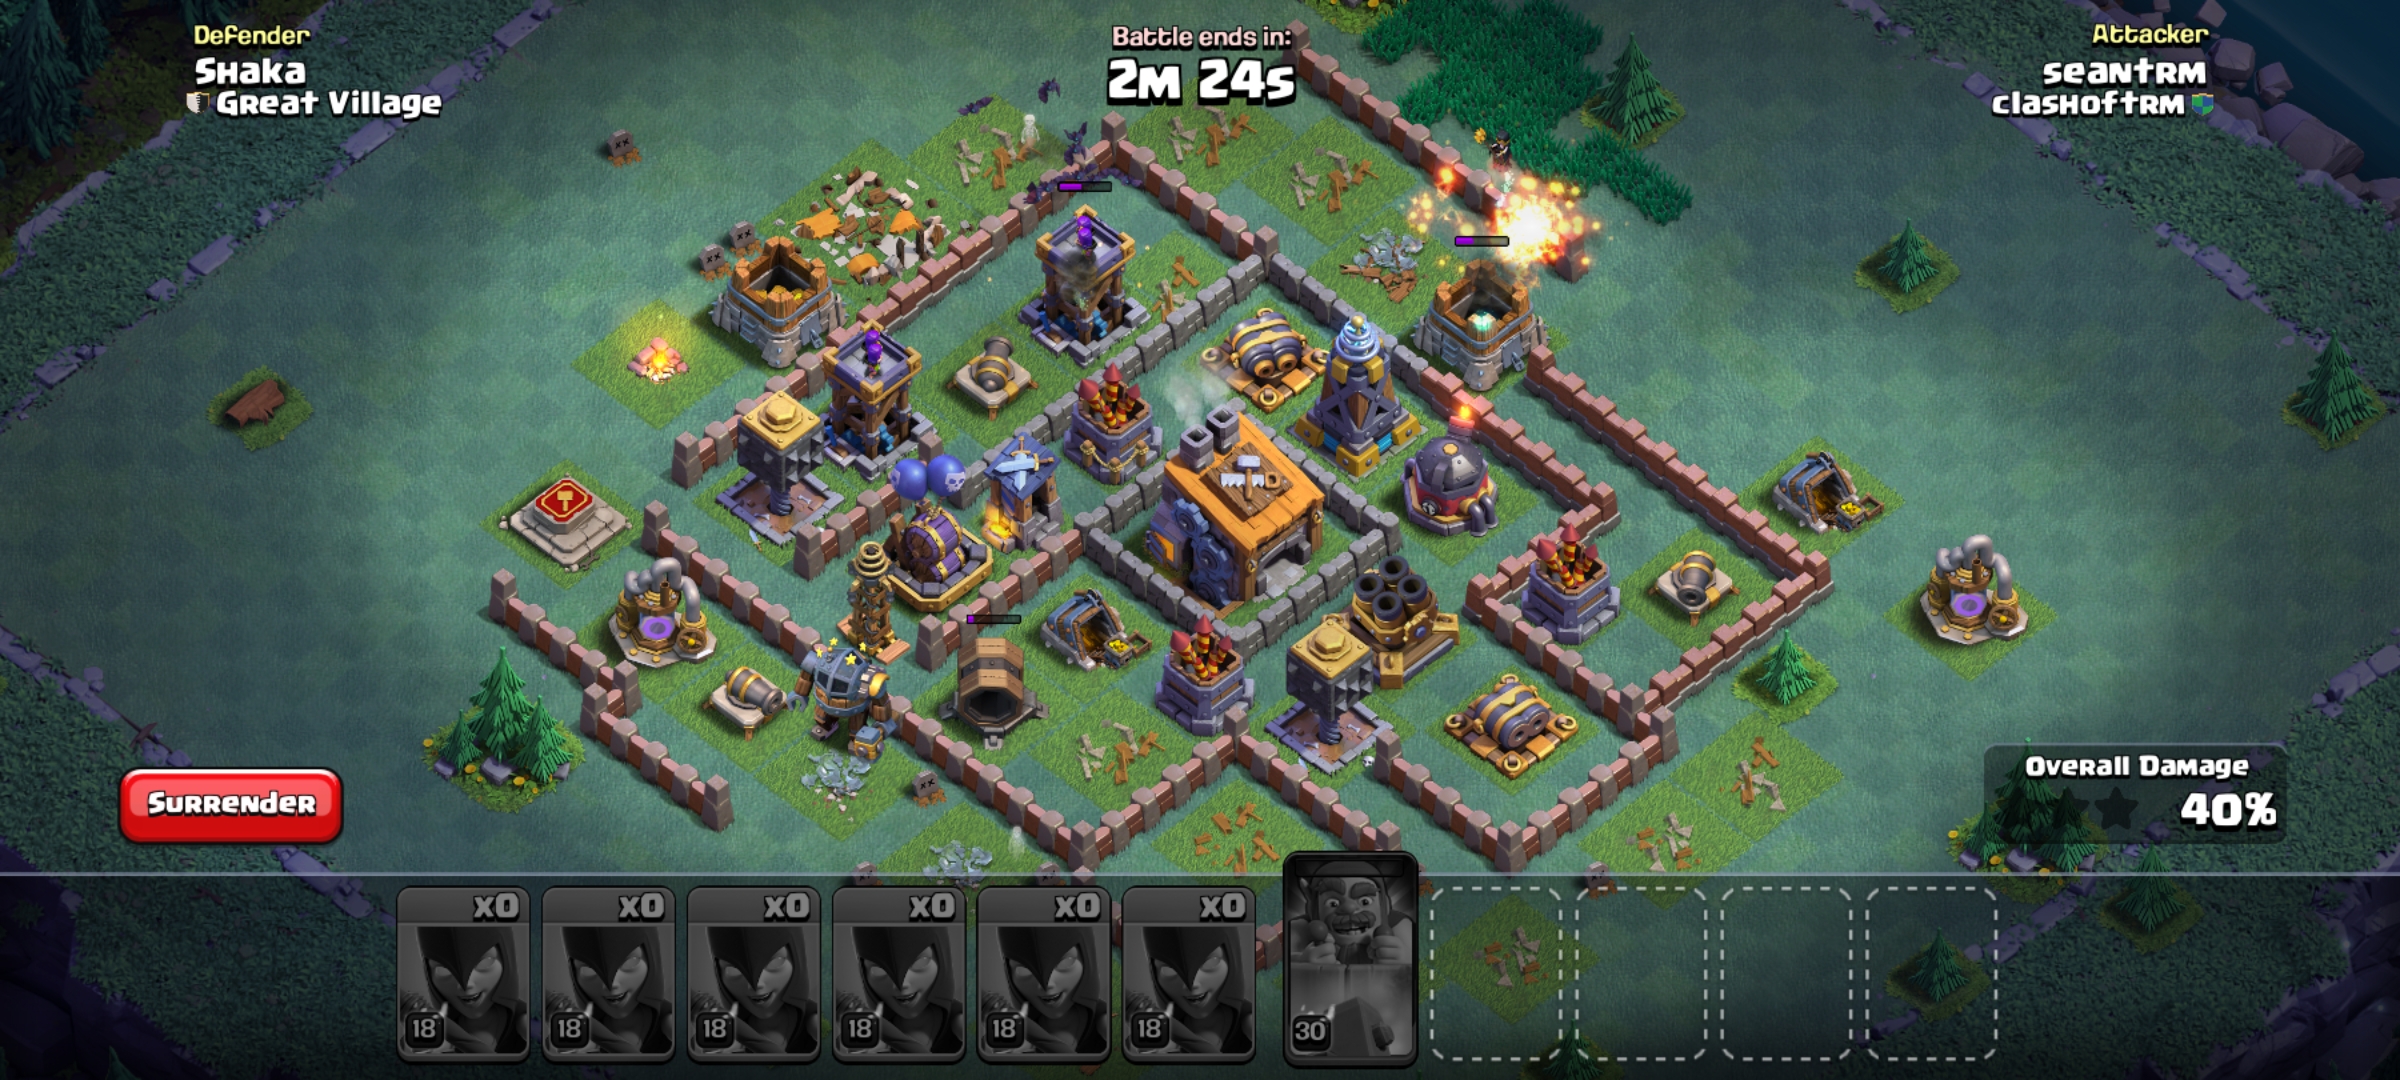 Defender
Shaka
Great Village
Battle ends in:
2m 24s
Attacker
seantrm
clashoftrm
Surrender
Overall Damage
40%
x0
x0
x0
x0
x0
x0
18
18
18
18
18
18
30